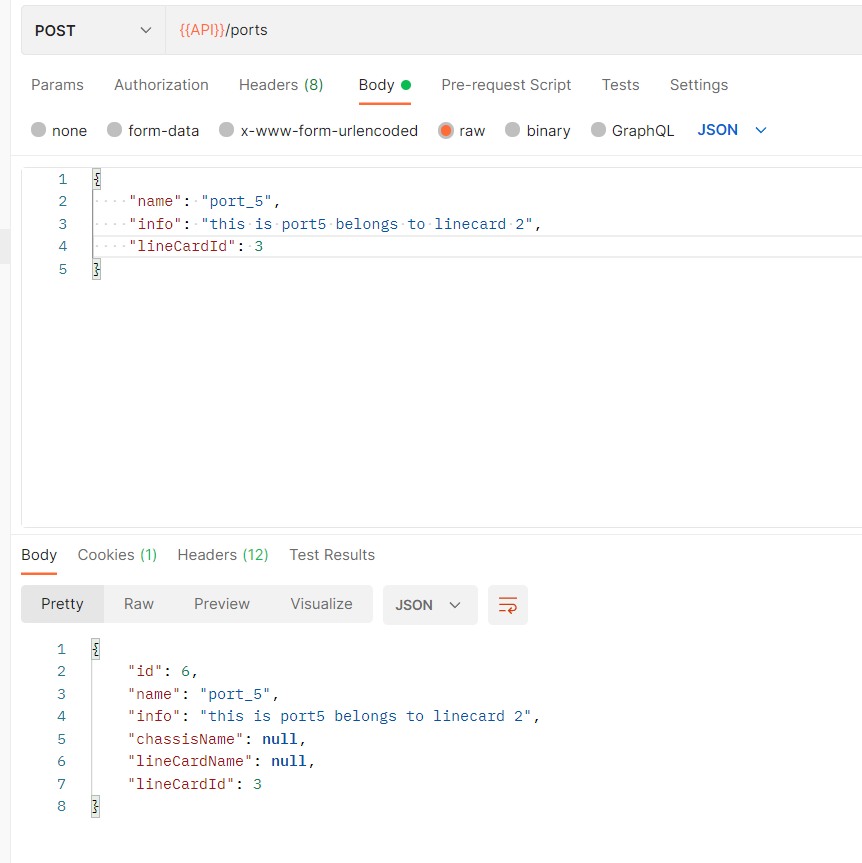 POST {{API}}/ports
Params Authorization Headers (8) Body Pre-request Script Tests Settings
none form-data x-www-form-urlencoded raw binary GraphQL JSON
1 {
2 ····"name": "port_5",
3 ····"info": "this·is·port5·belongs·to·linecard·2",
4 ····"lineCardId":·3
5 }
Body Cookies (1) Headers (12) Test Results
Pretty Raw Preview Visualize JSON
1 {
2 "id": 6,
3 "name": "port_5",
4 "info": "this is port5 belongs to linecard 2",
5 "chassisName": null,
6 "lineCardName": null,
7 "lineCardId": 3
8 }